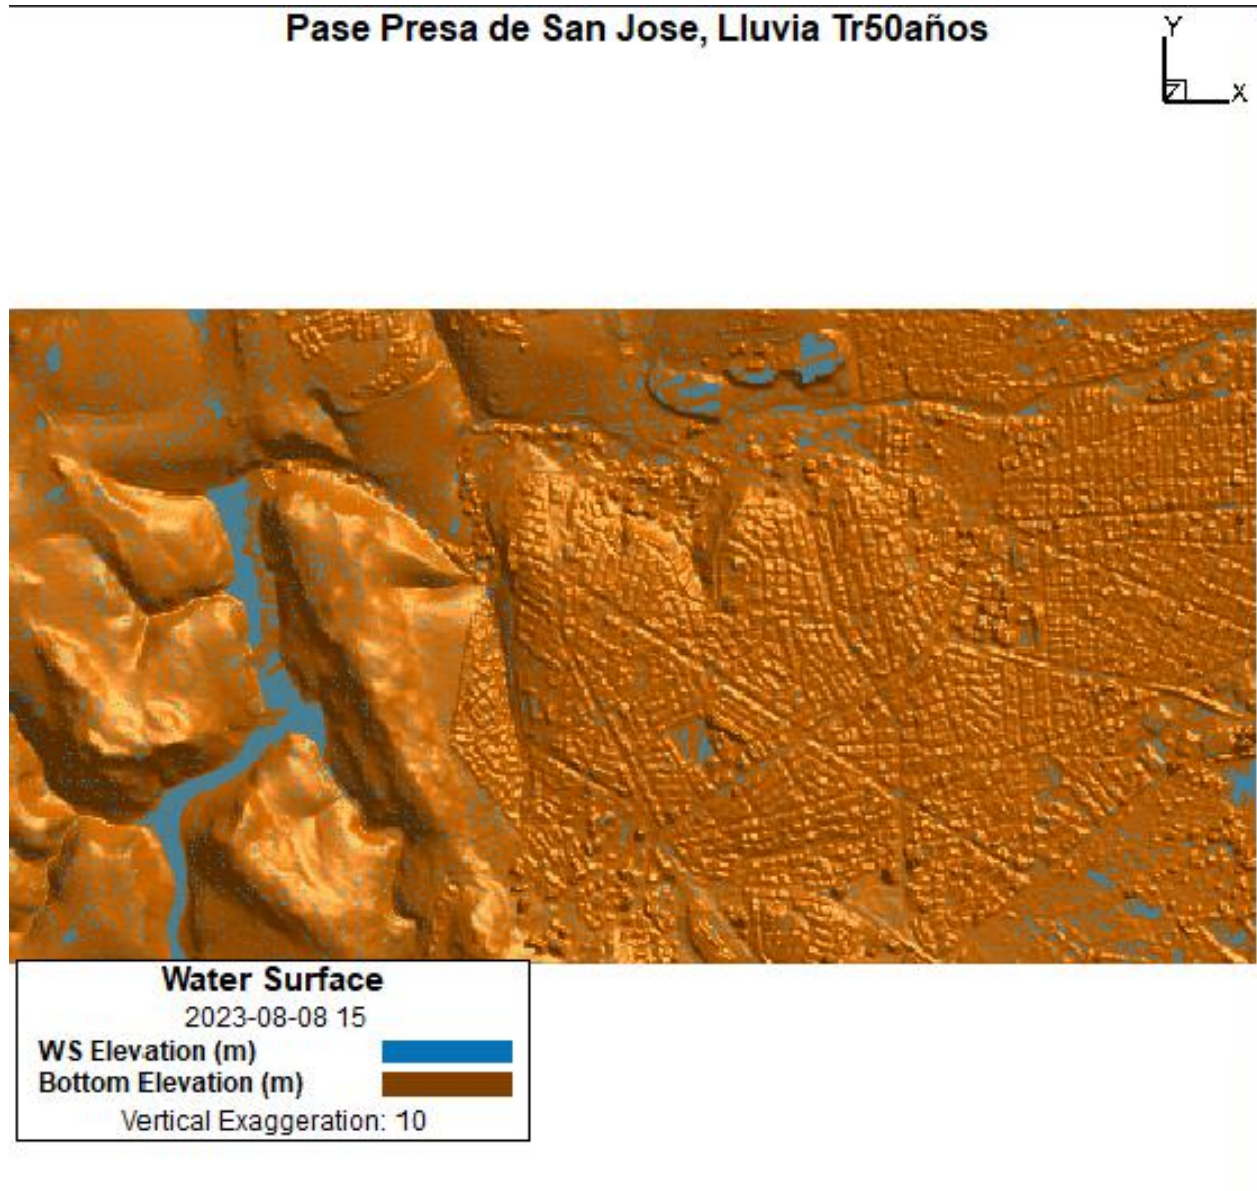 Pase Presa de San Jose, Lluvia Tr50años
Y
Z
X
Water Surface
2023-08-08 15
WS Elevation (m)
Bottom Elevation (m)
Vertical Exaggeration: 10